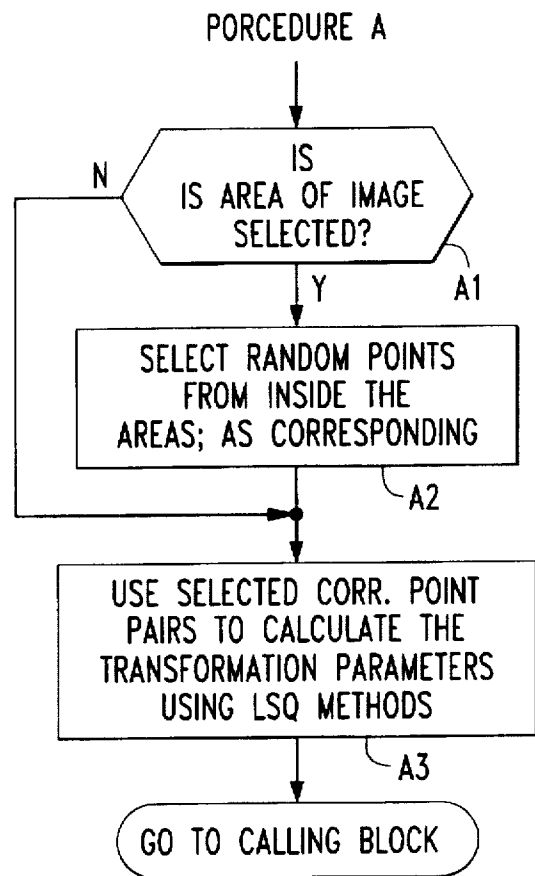 PORCEDURE A
N
IS
IS AREA OF IMAGE
SELECTED?
A1
Y
SELECT RANDOM POINTS
FROM INSIDE THE
AREAS; AS CORRESPONDING
A2
USE SELECTED CORR. POINT
PAIRS TO CALCULATE THE
TRANSFORMATION PARAMETERS
USING LSQ METHODS
A3
GO TO CALLING BLOCK